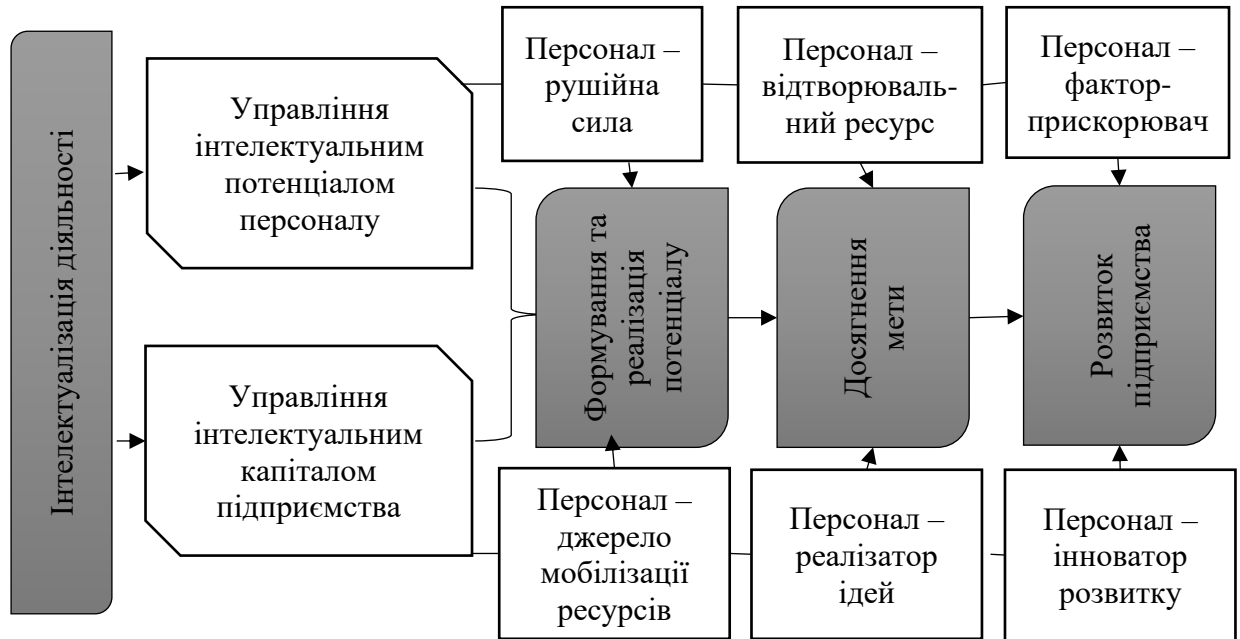 Інтелектуалізація діяльності
Управління
інтелектуальним
потенціалом
персоналу
Управління
інтелектуальним
капіталом
підприємства
Персонал –
рушійна
сила
Персонал –
відтворюваль-
ний ресурс
Персонал –
фактор-
прискорювач
Формування та
реалізація
потенціалу
Досягнення
мети
Розвиток
підприємства
Персонал –
джерело
мобілізації
ресурсів
Персонал –
реалізатор
ідей
Персонал –
інноватор
розвитку